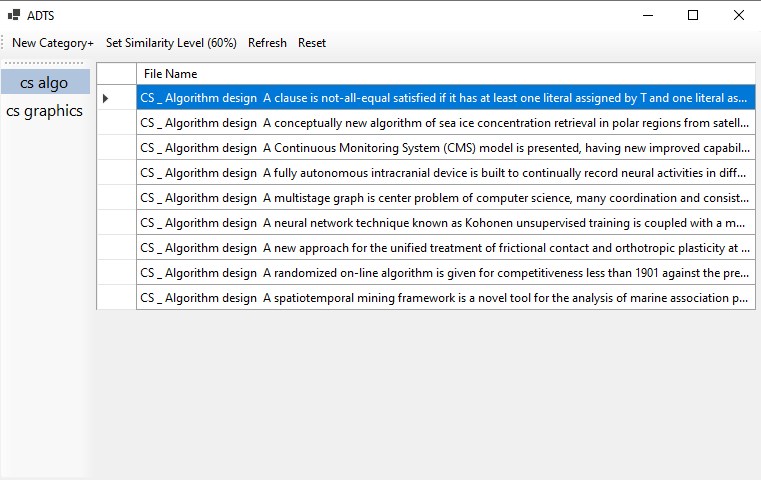 ADTS
New Category+ Set Similarity Level (60%) Refresh Reset
cs algo
cs graphics
File Name
CS _ Algorithm design A clause is not-all-equal satisfied if it has at least one literal assigned by T and one literal as...
CS _ Algorithm design A conceptually new algorithm of sea ice concentration retrieval in polar regions from satell...
CS _ Algorithm design A Continuous Monitoring System (CMS) model is presented, having new improved capabil...
CS _ Algorithm design A fully autonomous intracranial device is built to continually record neural activities in diff...
CS _ Algorithm design A multistage graph is center problem of computer science, many coordination and consist...
CS _ Algorithm design A neural network technique known as Kohonen unsupervised training is coupled with a m...
CS _ Algorithm design A new approach for the unified treatment of frictional contact and orthotropic plasticity at ...
CS _ Algorithm design A randomized on-line algorithm is given for competitiveness less than 1901 against the pre...
CS _ Algorithm design A spatiotemporal mining framework is a novel tool for the analysis of marine association p...